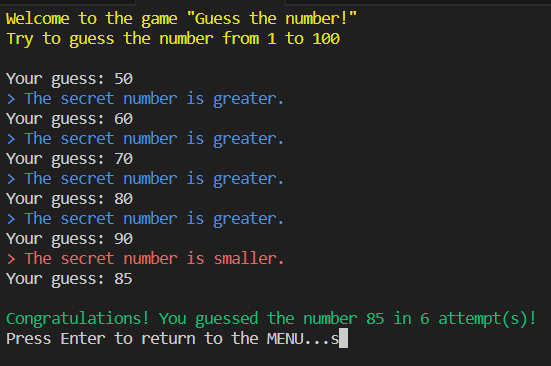 Welcome to the game "Guess the number!"
Try to guess the number from 1 to 100
Your guess: 50
> The secret number is greater.
Your guess: 60
> The secret number is greater.
Your guess: 70
> The secret number is greater.
Your guess: 80
> The secret number is greater.
Your guess: 90
> The secret number is smaller.
Your guess: 85
Congratulations! You guessed the number 85 in 6 attempt(s)!
Press Enter to return to the MENU...s